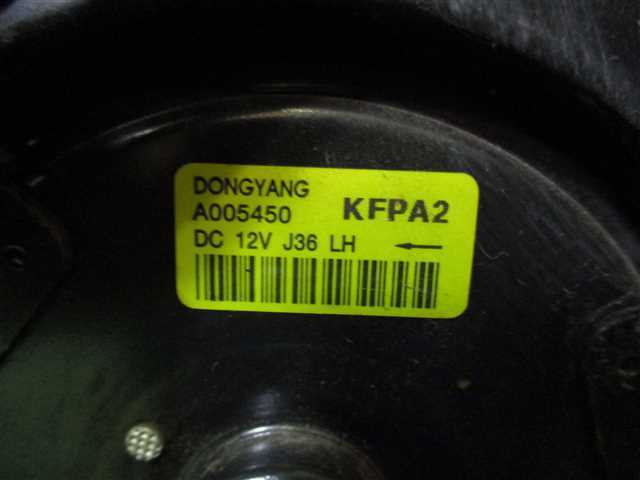 DONGYANG
A005450 KFPA2
DC 12V J36 LH ←